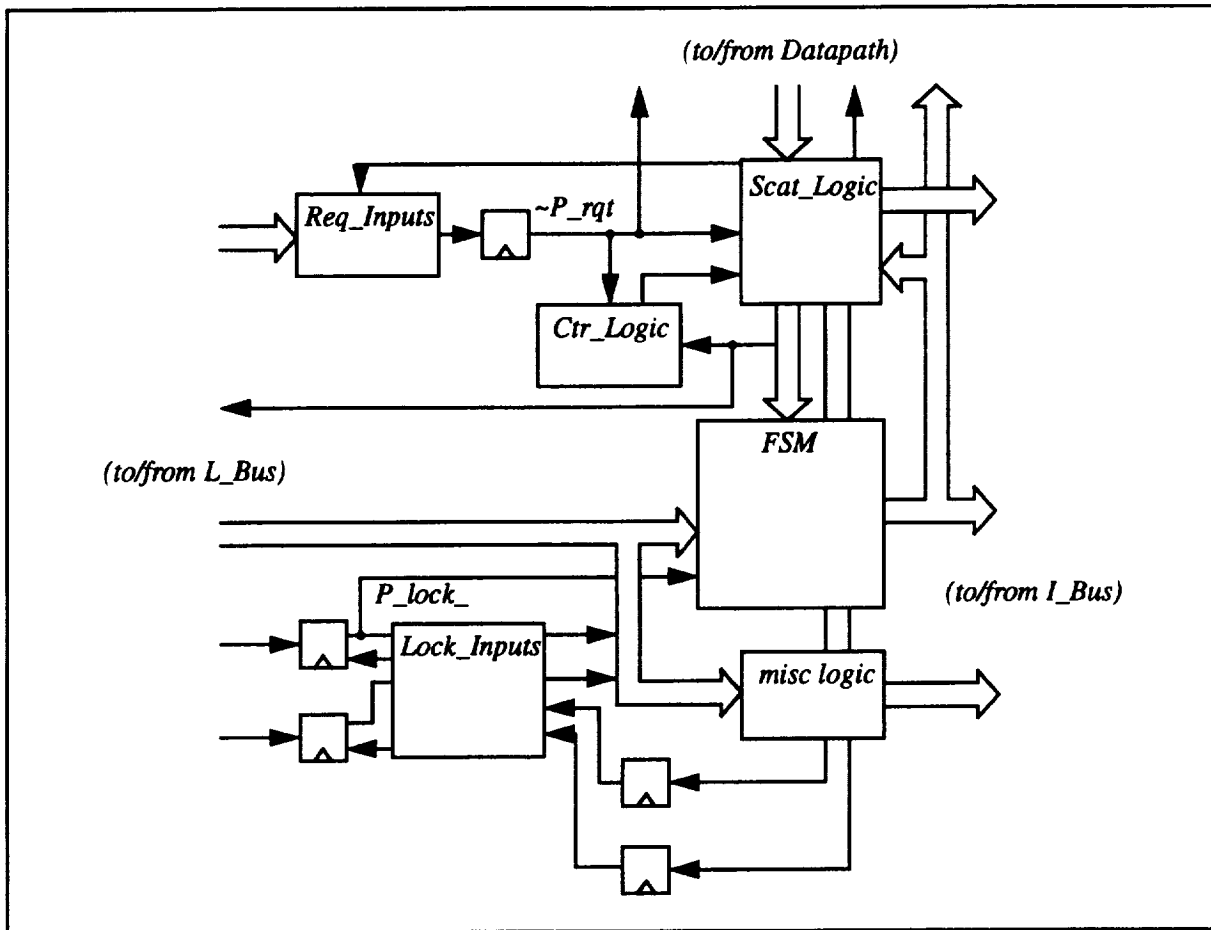 (to/from Datapath)
Scat_Logic
Req_Inputs
~P_rqt
Ctr_Logic
FSM
(to/from L_Bus)
(to/from I_Bus)
P_lock_
Lock_Inputs
misc logic